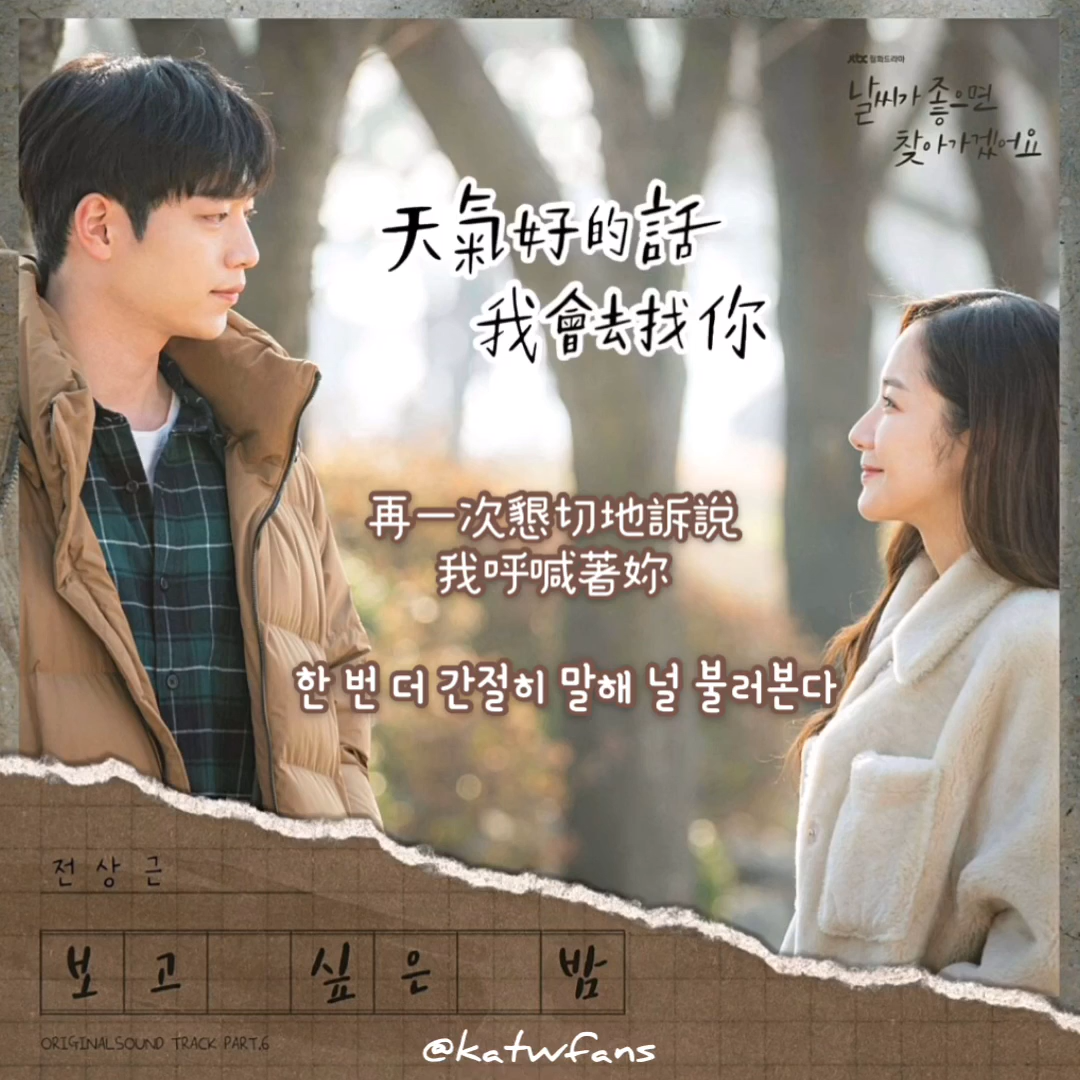 jtbc 월화드라마
날씨가 좋으면
찾아가겠어요
天氣好的話
我會去找你
再一次懇切地訴說
我呼喊著妳
한 번 더 간절히 말해 널 불러본다
전상근
보고 싶은 밤
ORIGINALSOUND TRACK PART.6
@katwfans